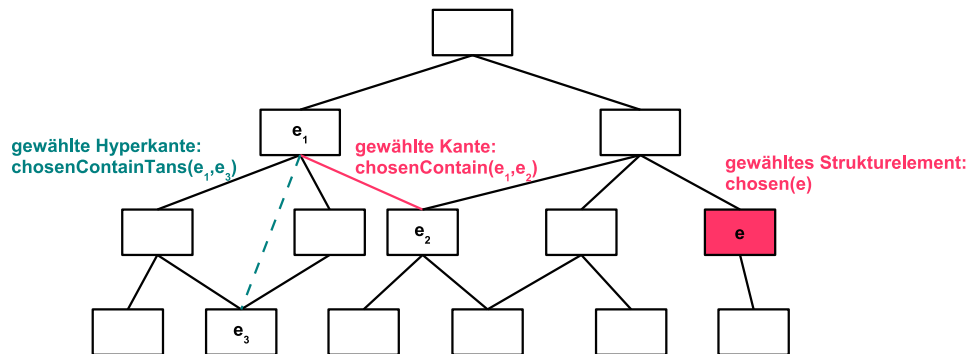 e1
gewählte Hyperkante:
chosenContainTans(e1,e3)
gewählte Kante:
chosenContain(e1,e2)
gewähltes Strukturelement:
chosen(e)
e2
e
e3